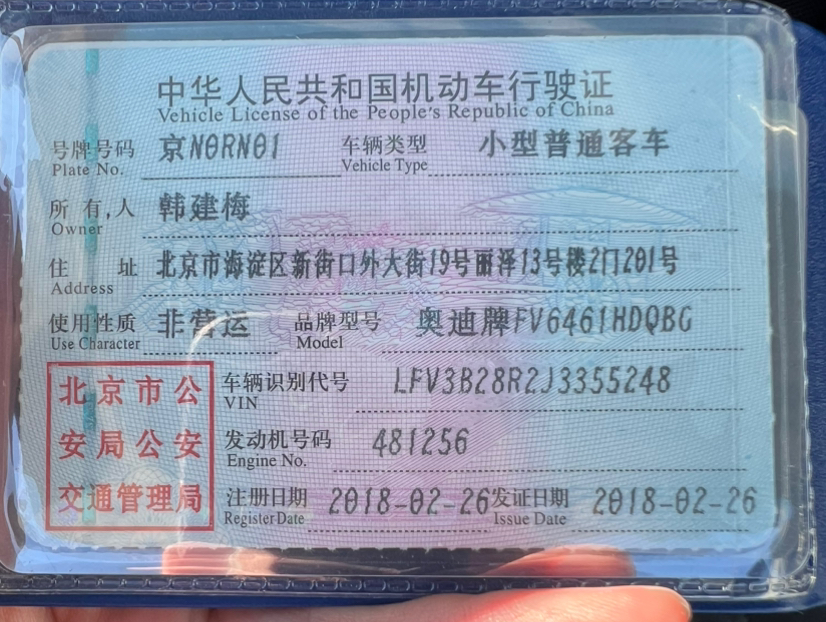 中华人民共和国机动车行驶证
Vehicle License of the People's Republic of China
号牌号码 京N0RN01 车辆类型 小型普通客车
Plate No. Vehicle Type
所有人 韩建梅
Owner
住址 北京市海淀区新街口外大街19号丽泽13号楼2门201号
Address
使用性质 非营运 品牌型号 奥迪牌FV6461HDQBG
Use Character Model
北京市公安局公安交通管理局
车辆识别代号 LFV3B28R2J3355248
VIN
发动机号码 481256
Engine No.
注册日期 2018-02-26 发证日期 2018-02-26
Register Date Issue Date